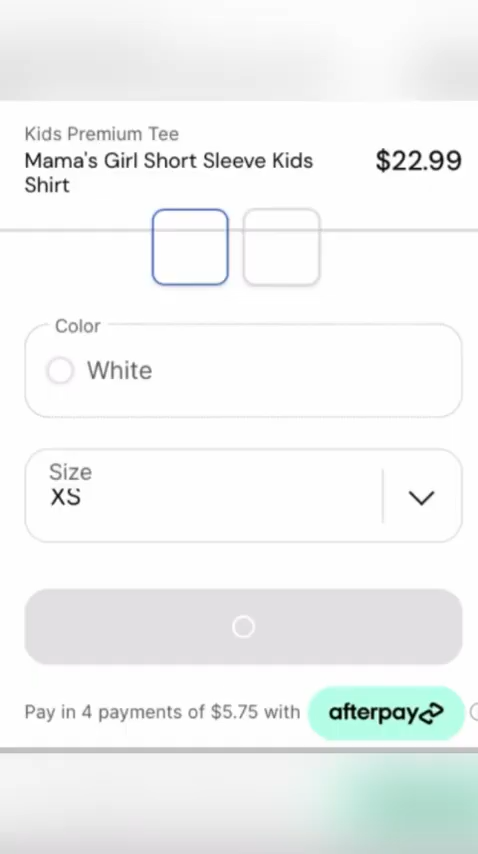 Kids Premium Tee
Mama's Girl Short Sleeve Kids
Shirt
$22.99
Color
White
Size
XS
Pay in 4 payments of $5.75 with
afterpay